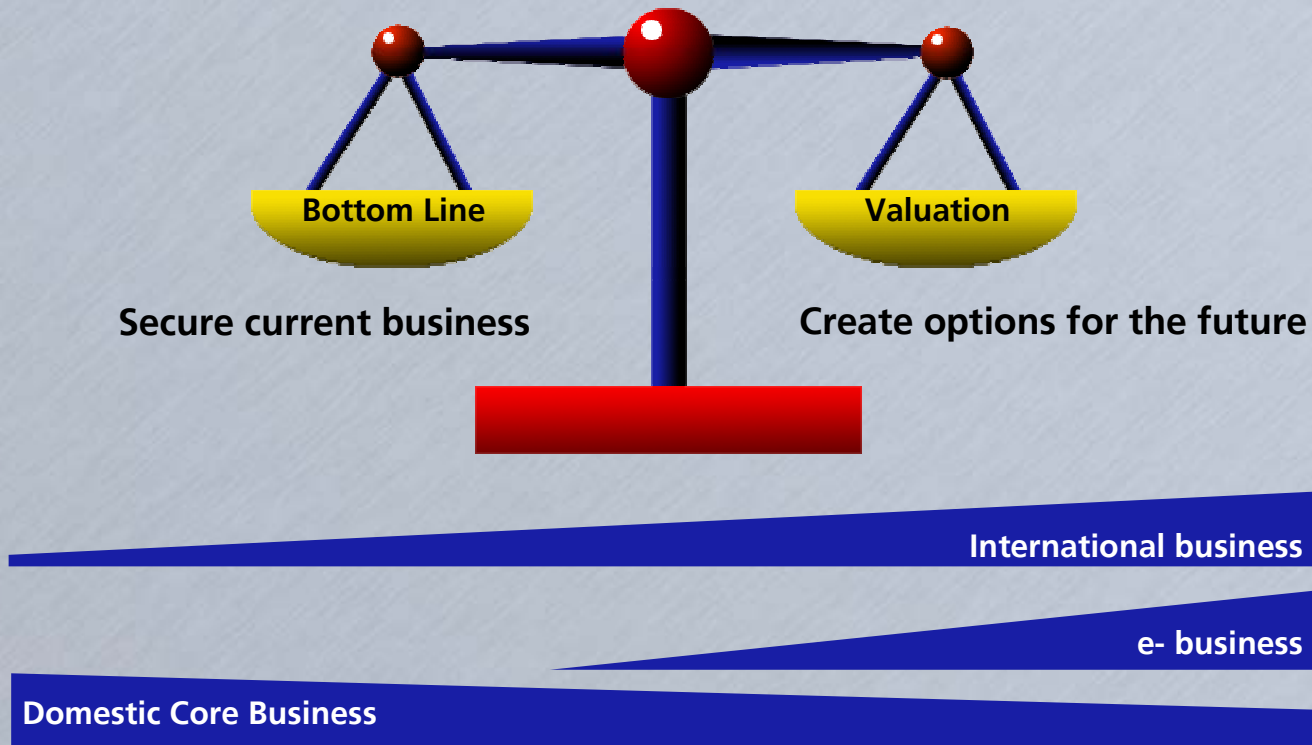 Bottom Line
Valuation
Secure current business
Create options for the future
International business
e- business
Domestic Core Business